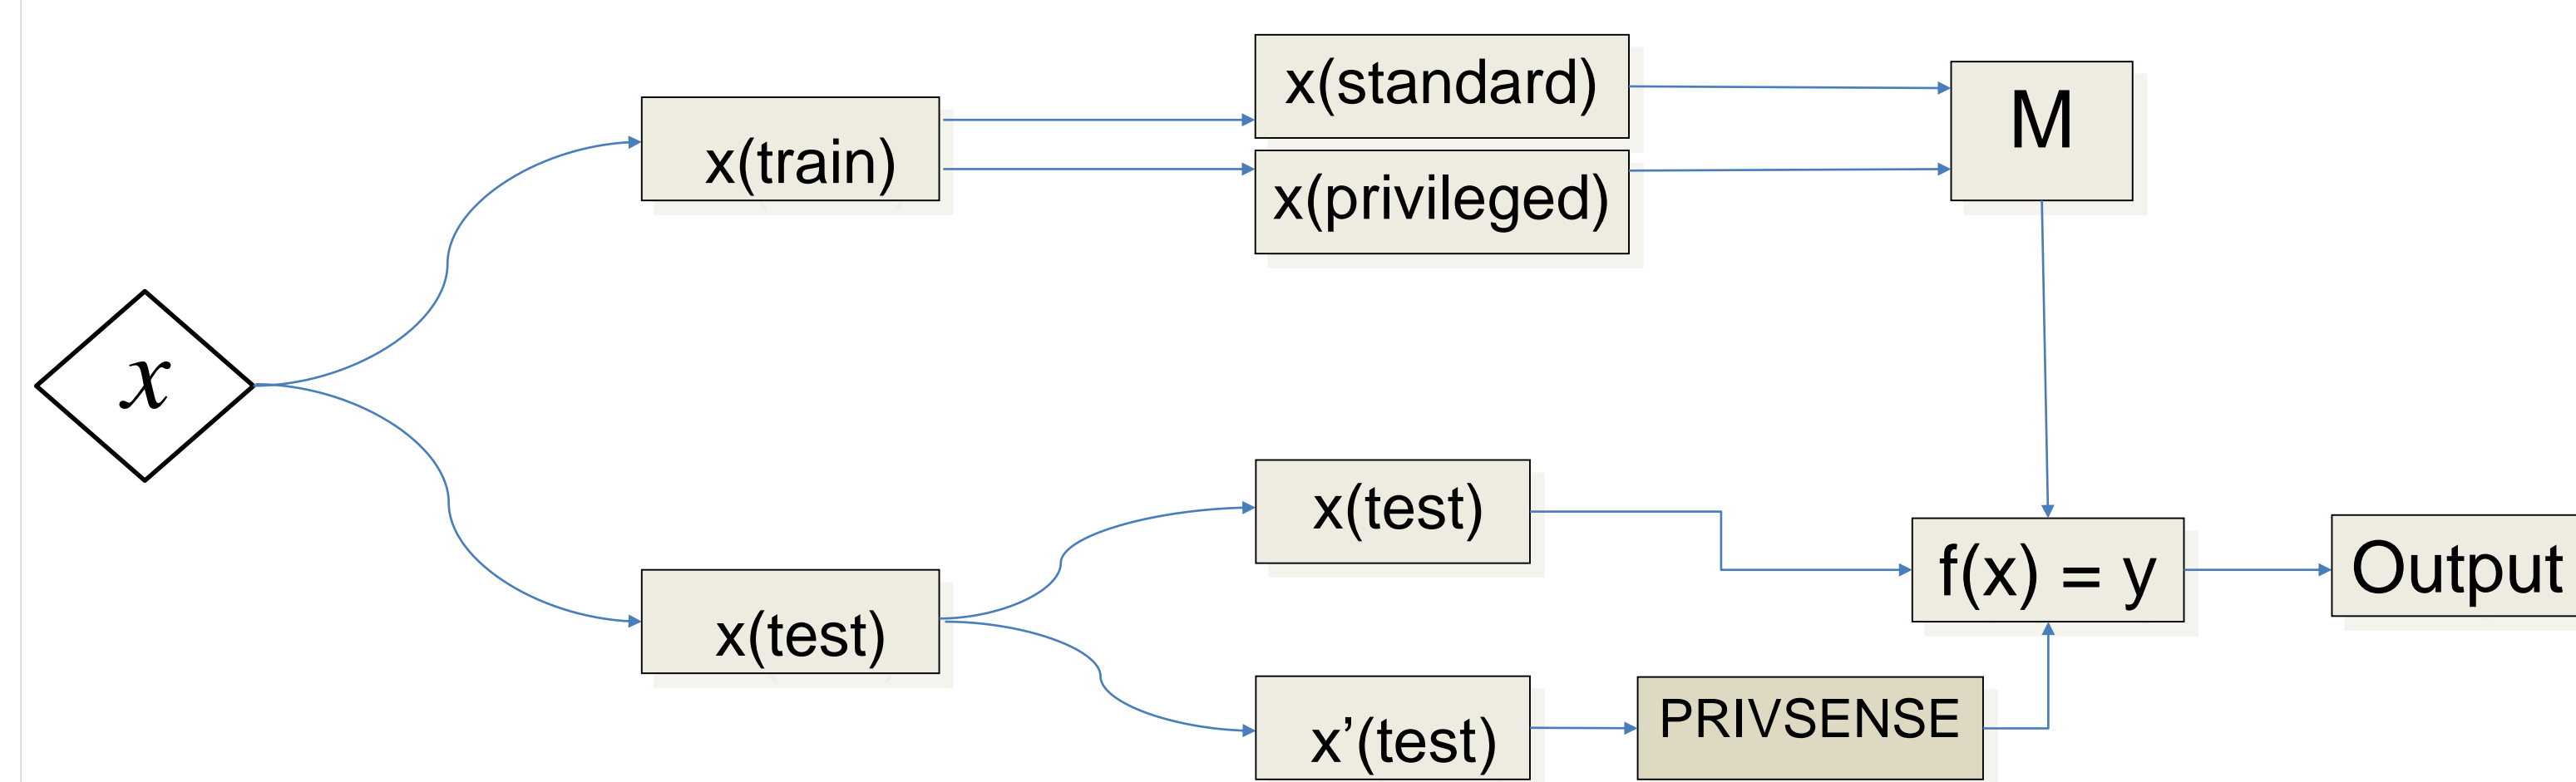 x
x(train)
x(standard)
x(privileged)
M
x(test)
x(test)
x’(test)
PRIVSENSE
f(x) = y
Output